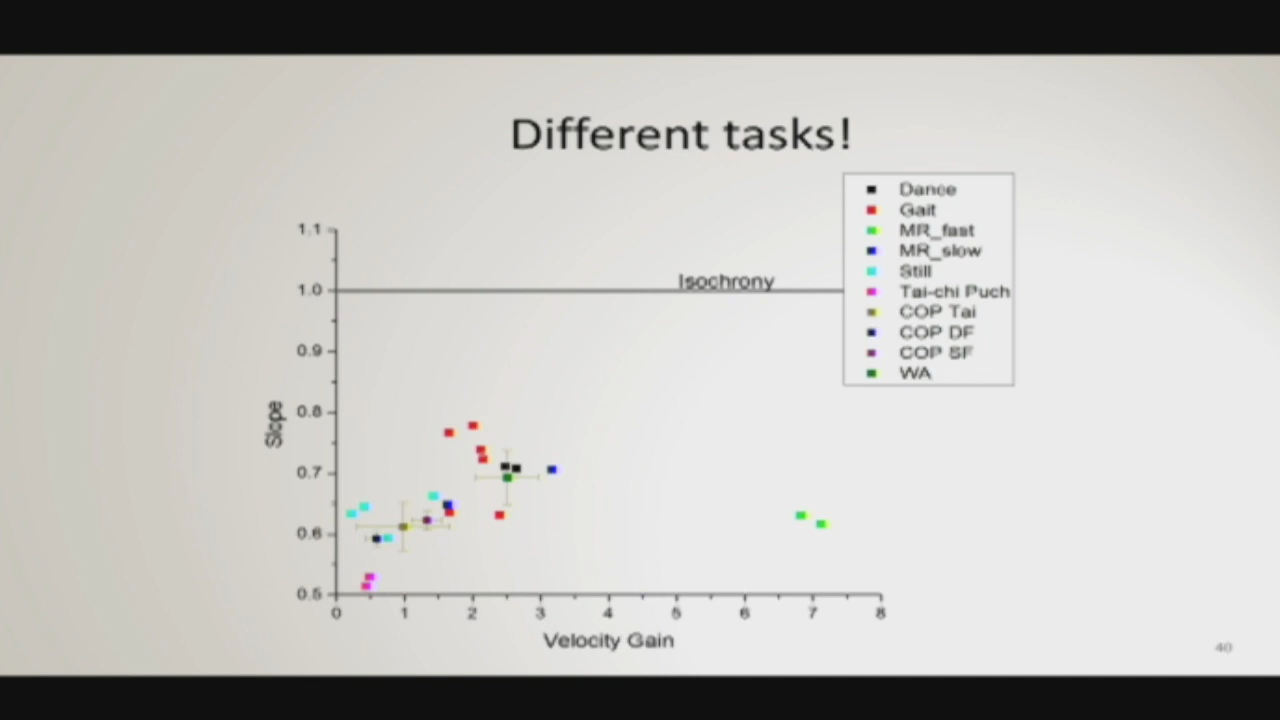 Different tasks!
Dance
Gait
MR_fast
MR_slow
Still
Tai-chi Puch
COP Tai
COP DF
COP SF
WA
1.1
1.0
0.9
0.8
0.7
0.6
0.5
Isochrony
Slope
0 1 2 3 4 5 6 7 8
Velocity Gain
40